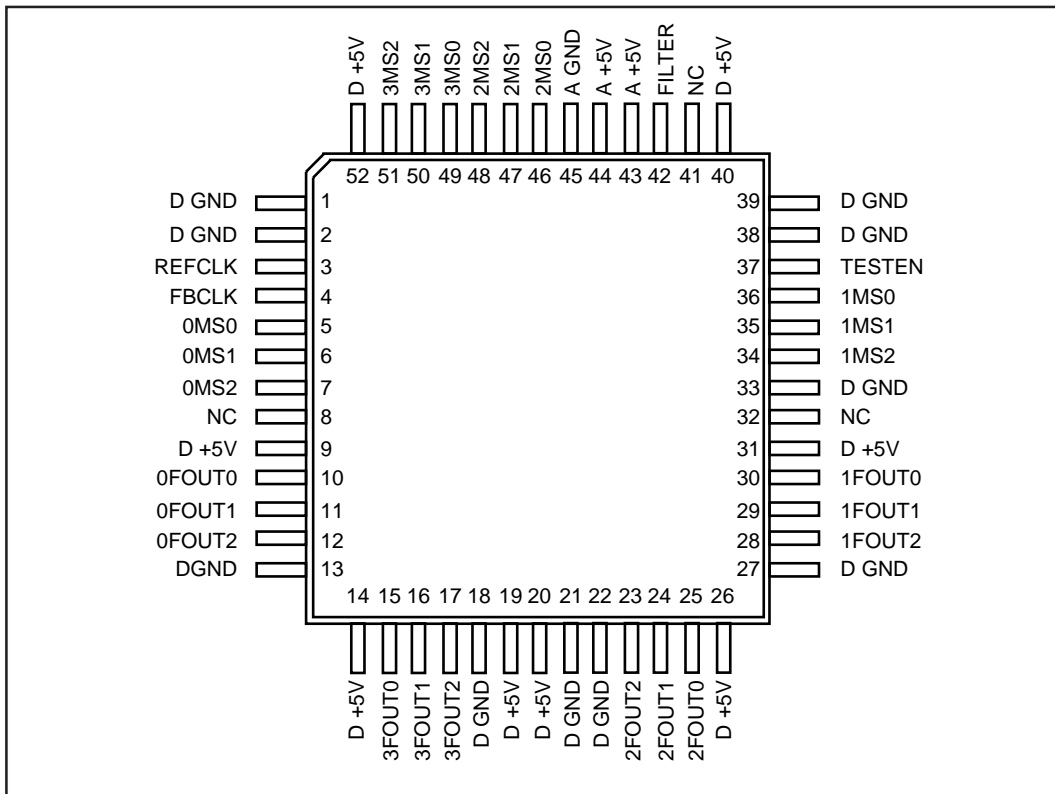 D +5V 3MS2 3MS1 3MS0 2MS2 2MS1 2MS0 A GND A +5V A +5V FILTER NC D +5V
52 51 50 49 48 47 46 45 44 43 42 41 40
D GND 1 39 D GND
D GND 2 38 D GND
REFCLK 3 37 TESTEN
FBCLK 4 36 1MS0
0MS0 5 35 1MS1
0MS1 6 34 1MS2
0MS2 7 33 D GND
NC 8 32 NC
D +5V 9 31 D +5V
0FOUT0 10 30 1FOUT0
0FOUT1 11 29 1FOUT1
0FOUT2 12 28 1FOUT2
DGND 13 27 D GND
14 15 16 17 18 19 20 21 22 23 24 25 26
D +5V 3FOUT0 3FOUT1 3FOUT2 D GND D +5V D +5V D GND D GND 2FOUT2 2FOUT1 2FOUT0 D +5V